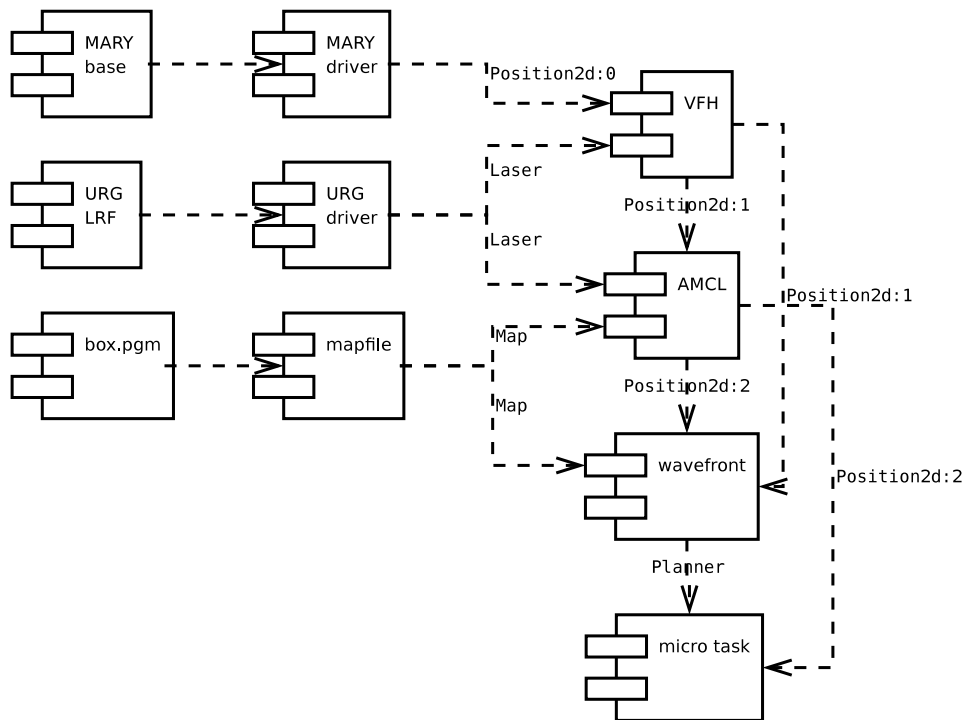 MARY
base
MARY
driver
Position2d:0
VFH
URG
LRF
URG
driver
Laser
Position2d:1
Laser
AMCL
Position2d:1
box.pgm
mapfile
Map
Position2d:2
Map
wavefront
Position2d:2
Planner
micro task